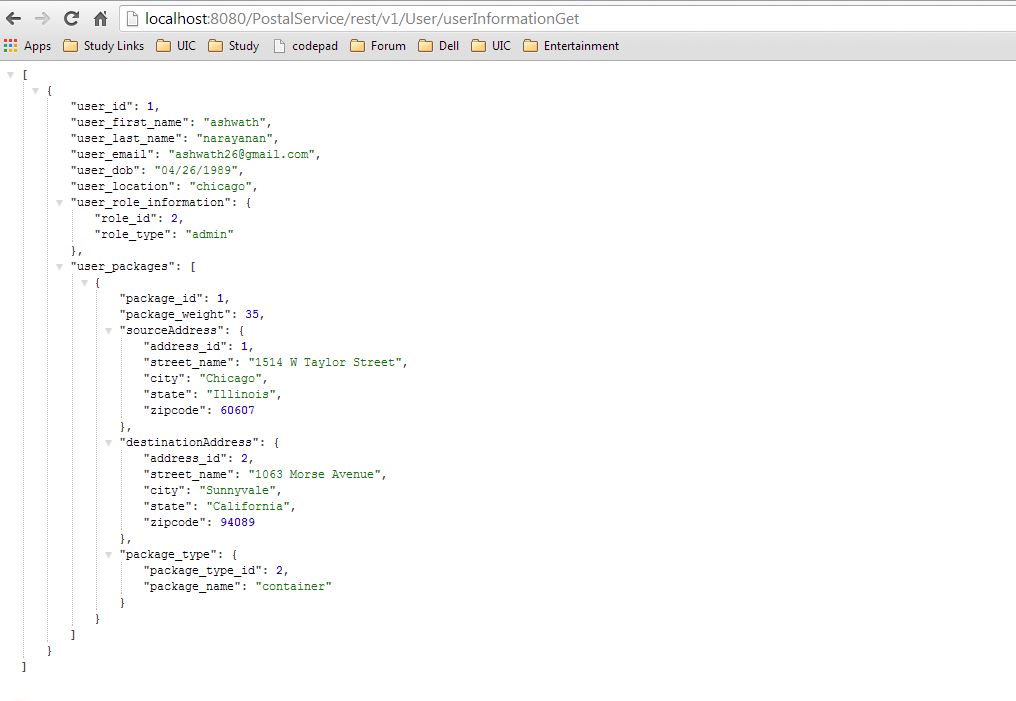 localhost:8080/PostalService/rest/v1/User/userInformationGet
Apps Study Links UIC Study codepad Forum Dell UIC Entertainment
[
{
"user_id": 1,
"user_first_name": "ashwath",
"user_last_name": "narayanan",
"user_email": "ashwath26@gmail.com",
"user_dob": "04/26/1989",
"user_location": "chicago",
"user_role_information": {
"role_id": 2,
"role_type": "admin"
},
"user_packages": [
{
"package_id": 1,
"package_weight": 35,
"sourceAddress": {
"address_id": 1,
"street_name": "1514 W Taylor Street",
"city": "Chicago",
"state": "Illinois",
"zipcode": 60607
},
"destinationAddress": {
"address_id": 2,
"street_name": "1063 Morse Avenue",
"city": "Sunnyvale",
"state": "California",
"zipcode": 94089
},
"package_type": {
"package_type_id": 2,
"package_name": "container"
}
}
]
}
]